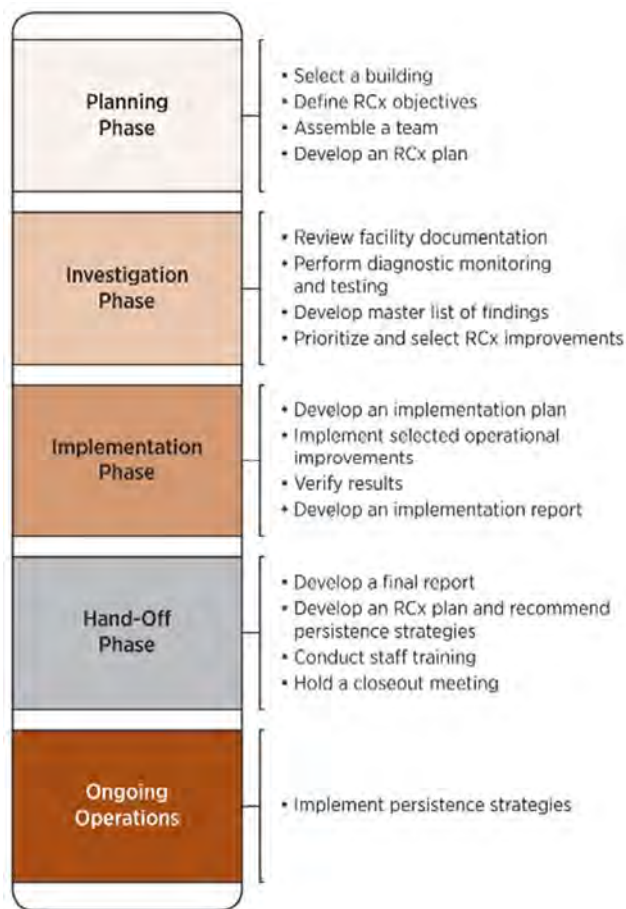 Planning
Phase
• Select a building
• Define RCx objectives
• Assemble a team
• Develop an RCx plan
Investigation
Phase
• Review facility documentation
• Perform diagnostic monitoring
and testing
• Develop master list of findings
• Prioritize and select RCx improvements
Implementation
Phase
• Develop an implementation plan
• Implement selected operational
improvements
• Verify results
• Develop an implementation report
Hand-Off
Phase
• Develop a final report
• Develop an RCx plan and recommend
persistence strategies
• Conduct staff training
• Hold a closeout meeting
Ongoing
Operations
• Implement persistence strategies